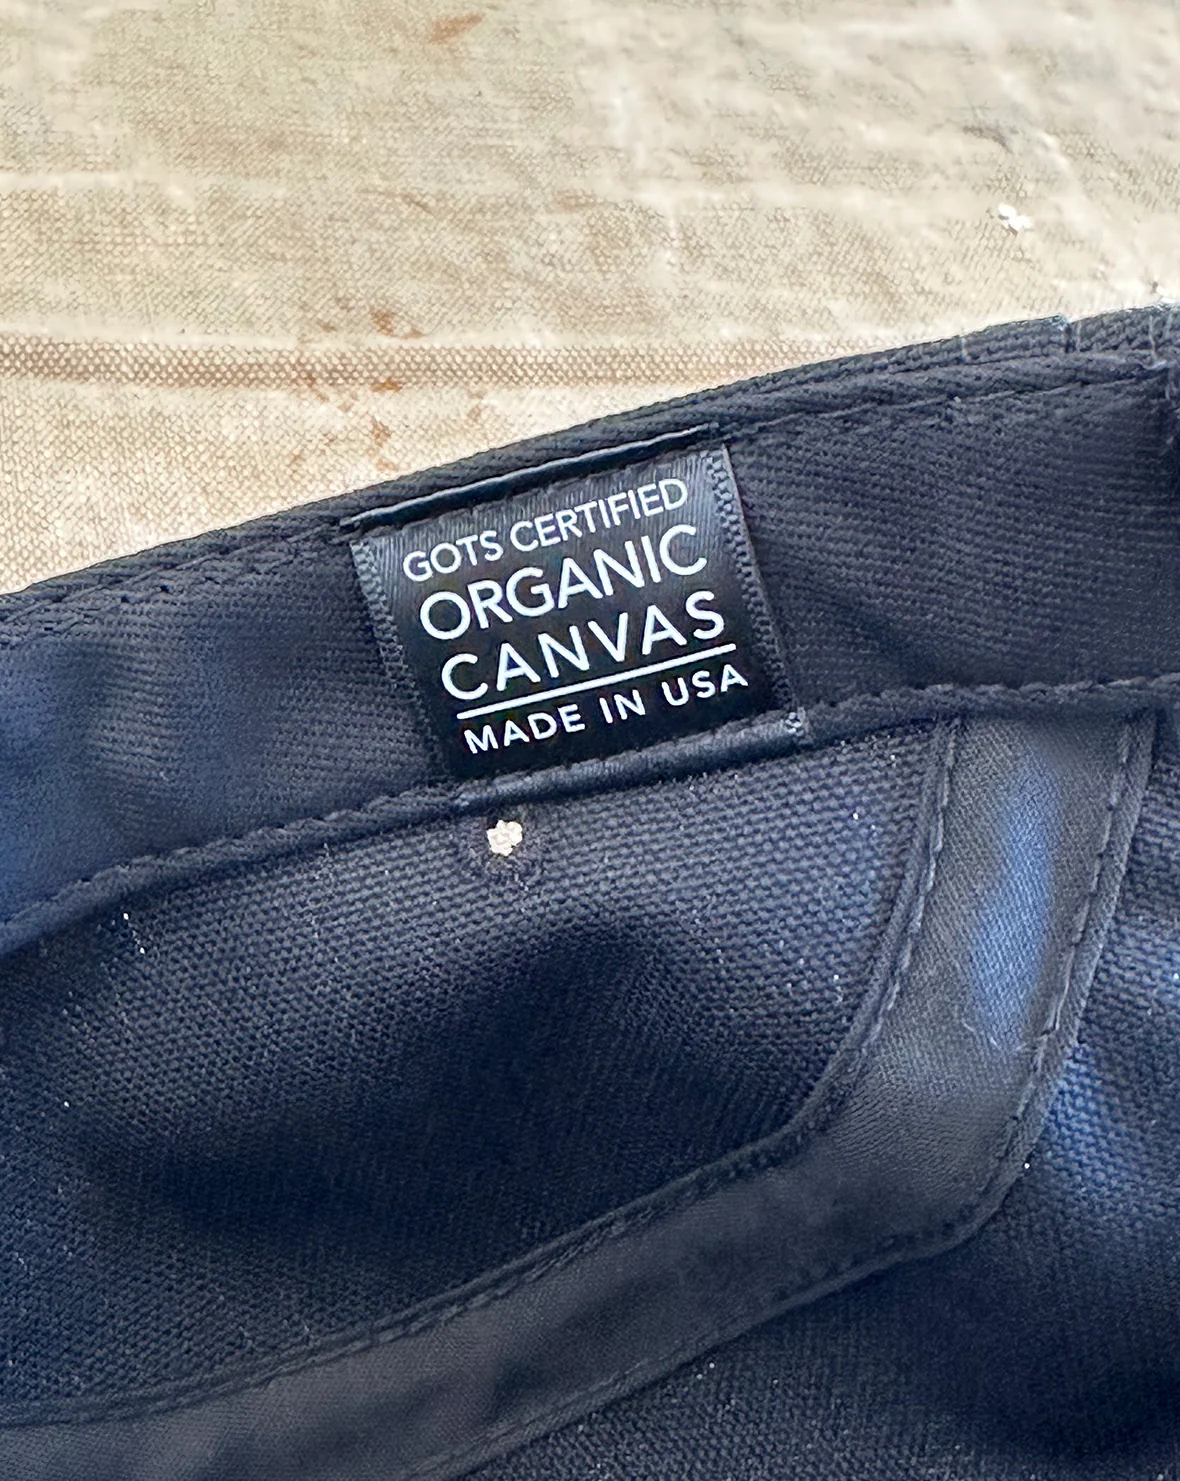 GOTS CERTIFIED
ORGANIC
CANVAS
MADE IN USA